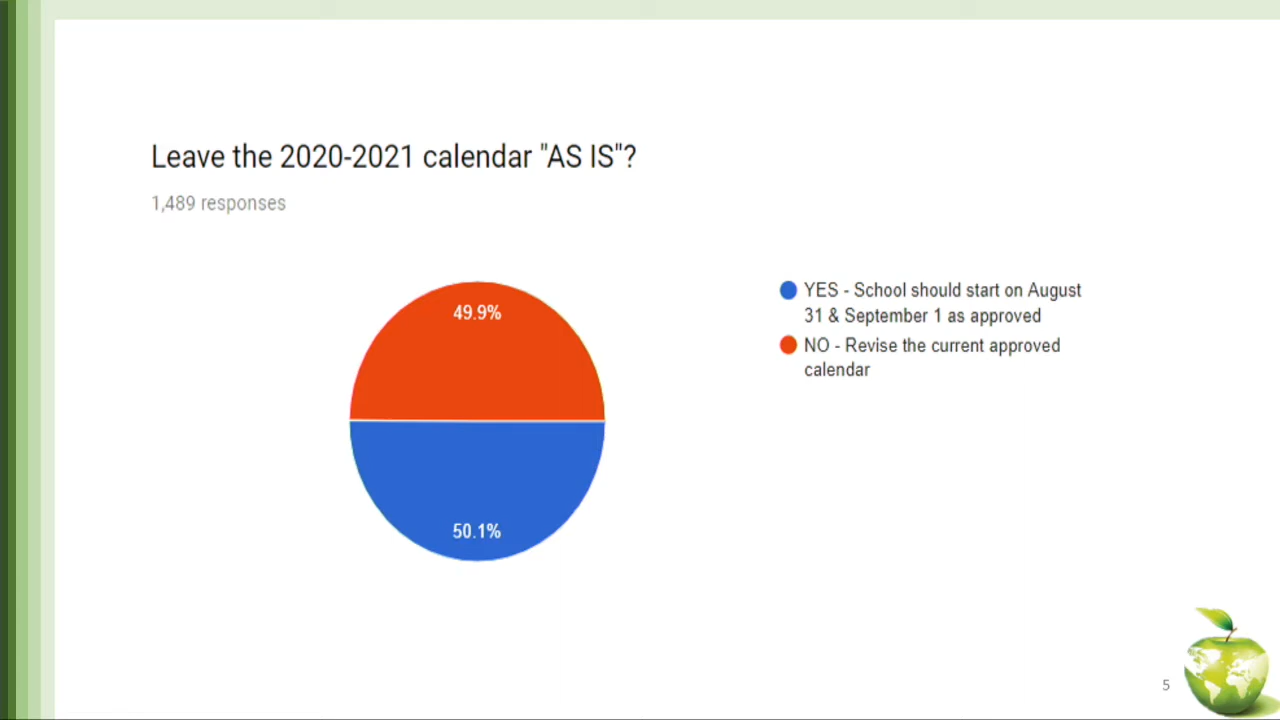 Leave the 2020-2021 calendar "AS IS"?
1,489 responses
49.9%
50.1%
YES - School should start on August
31 & September 1 as approved
NO - Revise the current approved
calendar
5